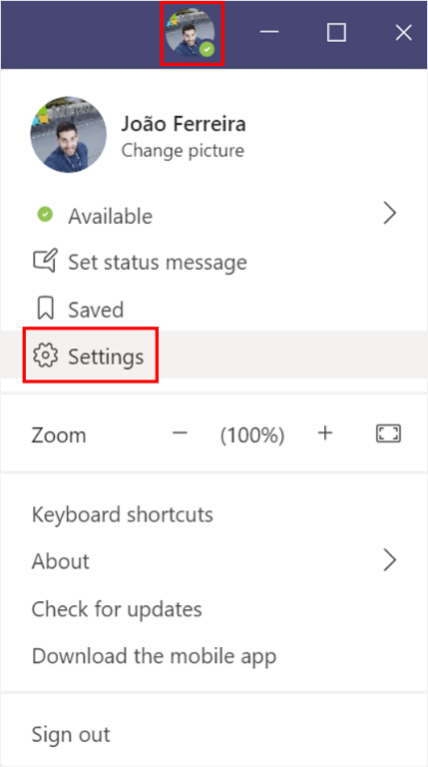 João Ferreira
Change picture
Available
Set status message
Saved
Settings
Zoom
(100%)
Keyboard shortcuts
About
Check for updates
Download the mobile app
Sign out